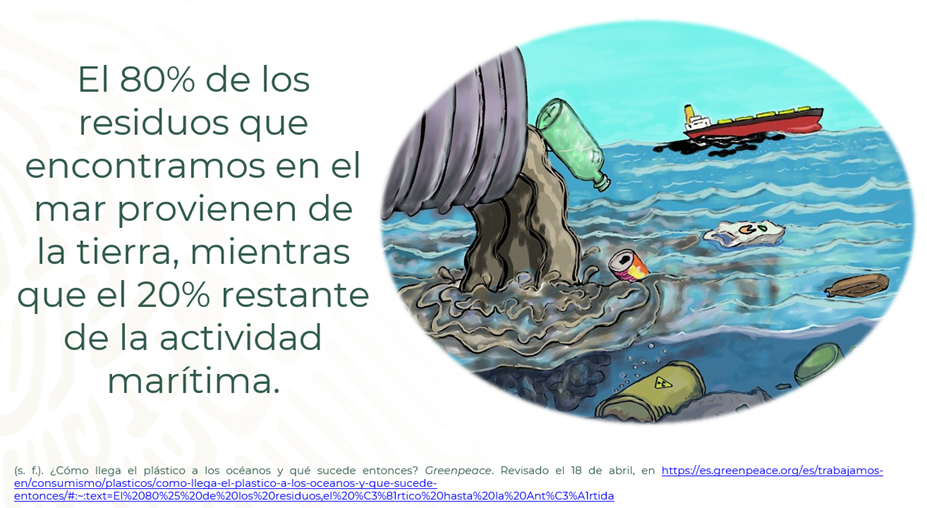 El 80% de los
residuos que
encontramos en el
mar provienen de
la tierra, mientras
que el 20% restante
de la actividad
marítima.
(s. f.). ¿Cómo llega el plástico a los océanos y qué sucede entonces? Greenpeace. Revisado el 18 de abril, en https://es.greenpeace.org/es/trabajamos-
en/consumismo/plasticos/como-llega-el-plastico-a-los-oceanos-y-que-sucede-
entonces/#:~:text=El%2080%25%20de%20los%20residuos,el%20%C3%81rtico%20hasta%20la%20Ant%C3%A1rtida